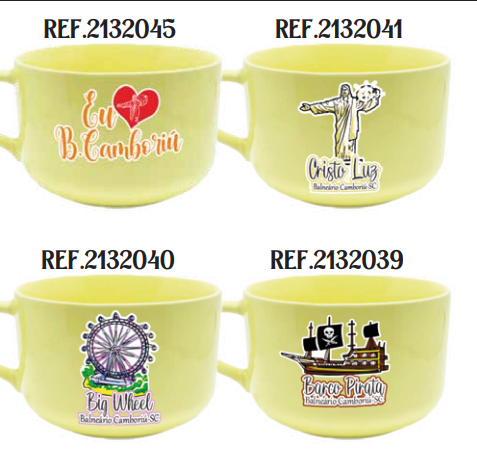 REF.2132045
REF.2132041
Eu
B.Camboriú
Cristo Luz
Balneário Camboriú-SC
REF.2132040
REF.2132039
Big Wheel
Balneário Camboriú-SC
Barco Pirata
Balneário Camboriú-SC